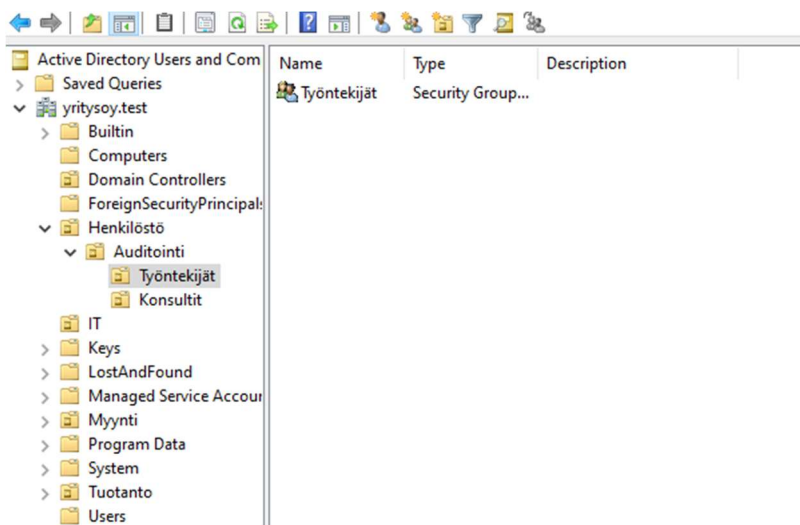 Active Directory Users and Com
Name Type Description
Saved Queries
Työntekijät Security Group...
yritysoy.test
Builtin
Computers
Domain Controllers
ForeignSecurityPrincipals
Henkilöstö
Auditointi
Työntekijät
Konsultit
IT
Keys
LostAndFound
Managed Service Accour
Myynti
Program Data
System
Tuotanto
Users